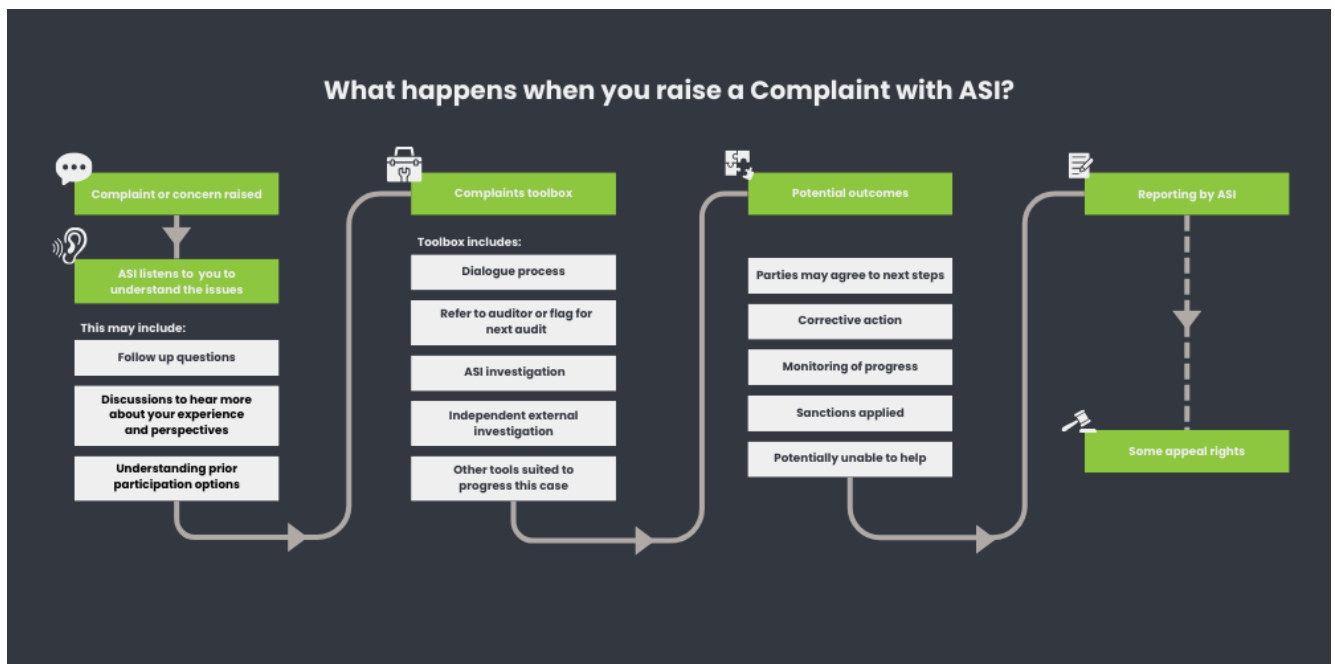 What happens when you raise a Complaint with ASI?
Complaint or concern raised
ASI listens to you to
understand the issues
This may include:
Follow up questions
Discussions to hear more
about your experience
and perspectives
Understanding prior
participation options
Complaints toolbox
Toolbox includes:
Dialogue process
Refer to auditor or flag for
next audit
ASI investigation
Independent external
investigation
Other tools suited to
progress this case
Potential outcomes
Parties may agree to next steps
Corrective action
Monitoring of progress
Sanctions applied
Potentially unable to help
Reporting by ASI
Some appeal rights